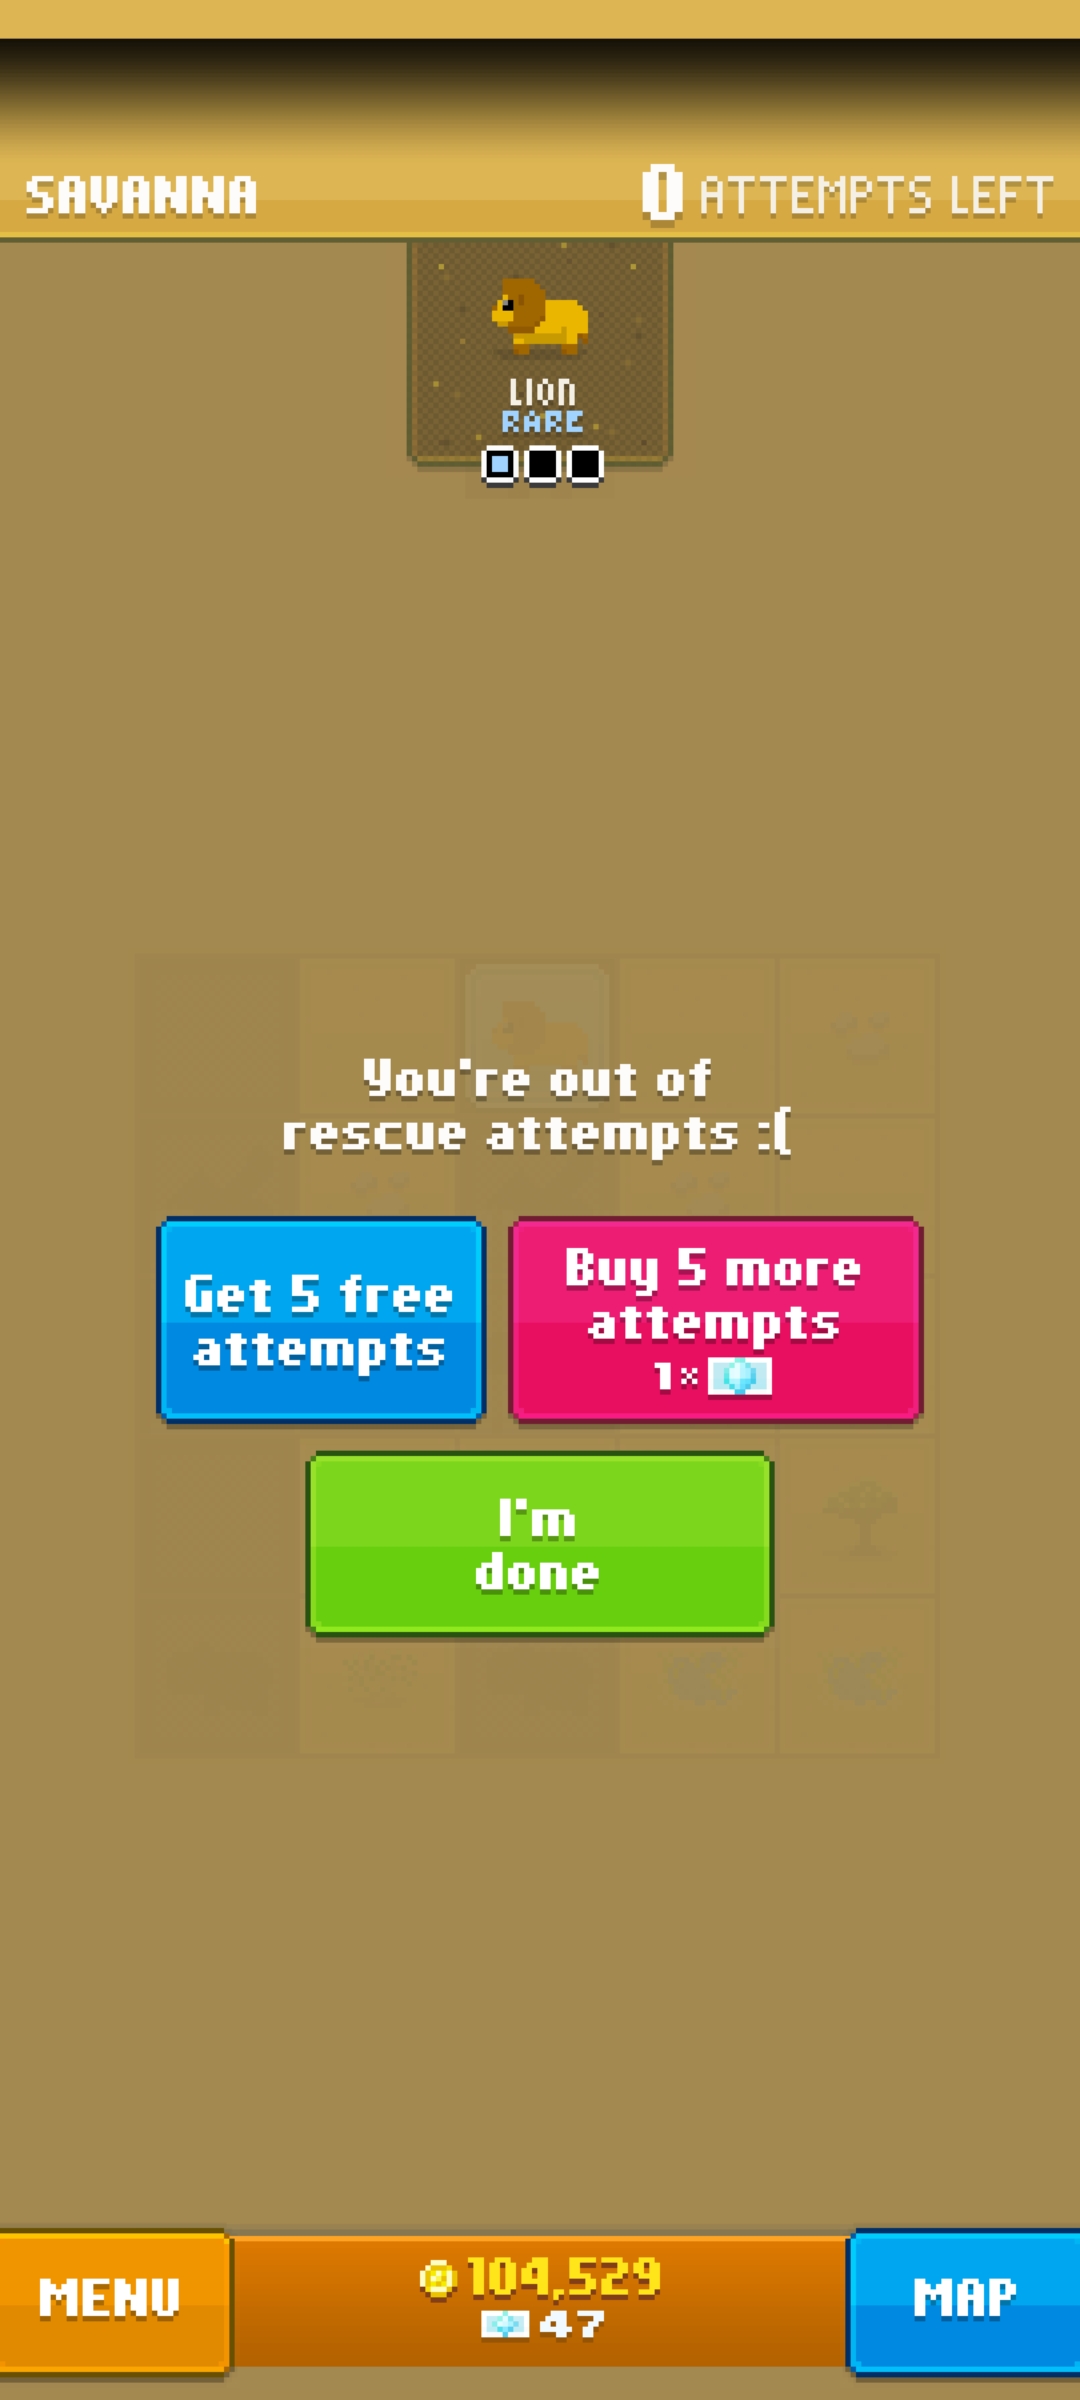 SAVANNA
0 ATTEMPTS LEFT
LION
RARE
You're out of
rescue attempts :(
Get 5 free
attempts
Buy 5 more
attempts
1×
I'm
done
MENU
104,529
47
MAP